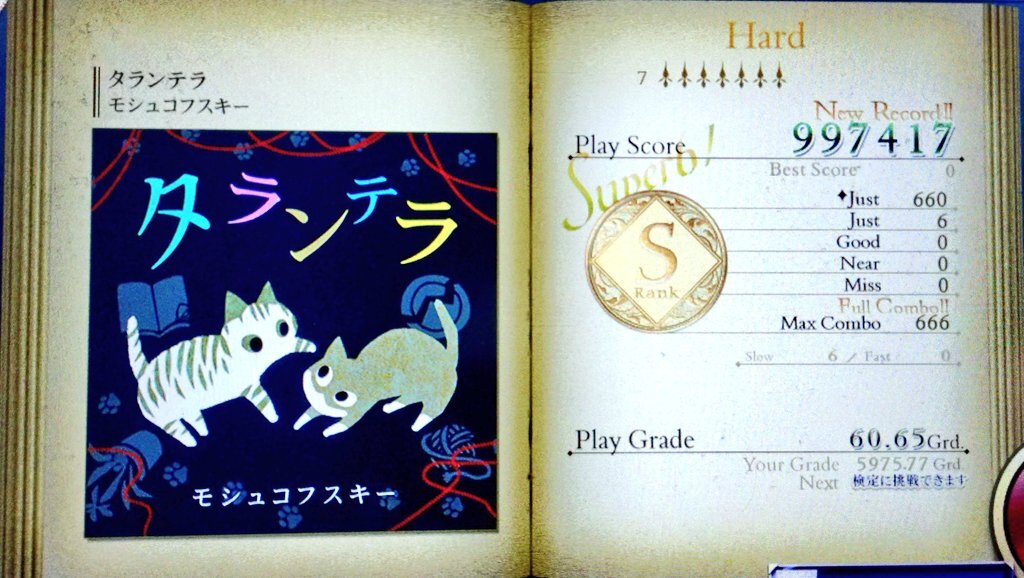 タランテラ
モシュコフスキー
タランテラ
モシュコフスキー
Hard
7
New Record!!
Play Score 997417
Superb!
Best Score 0
S
Rank
Just 660
Just 6
Good 0
Near 0
Miss 0
Full Combo!!
Max Combo 666
Slow 6 / Fast 0
Play Grade 60.65Grd.
Your Grade 5975.77 Grd.
Next 検定に挑戦できます